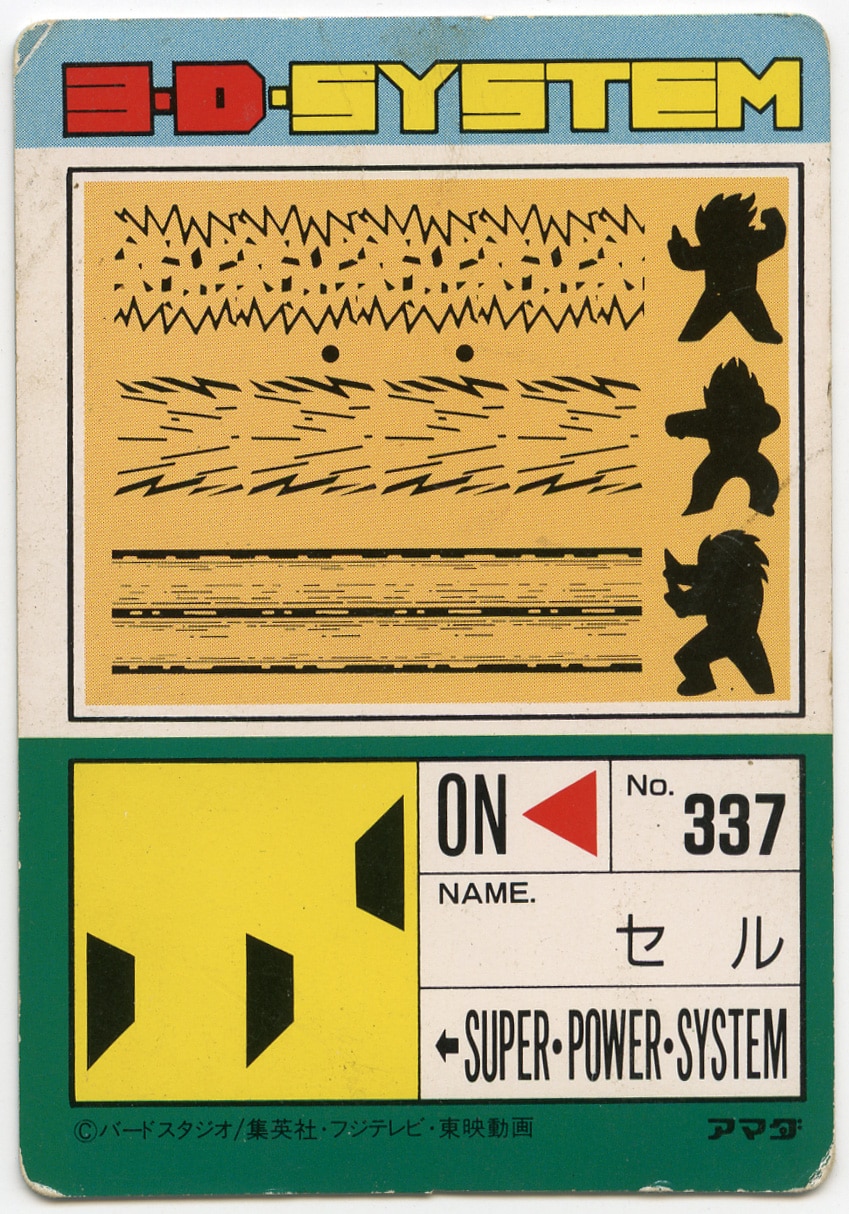 3·D·SYSTEM
ON
No. 337
NAME.
セル
SUPER·POWER·SYSTEM
©バードスタジオ/集英社・フジテレビ・東映動画
アマダ